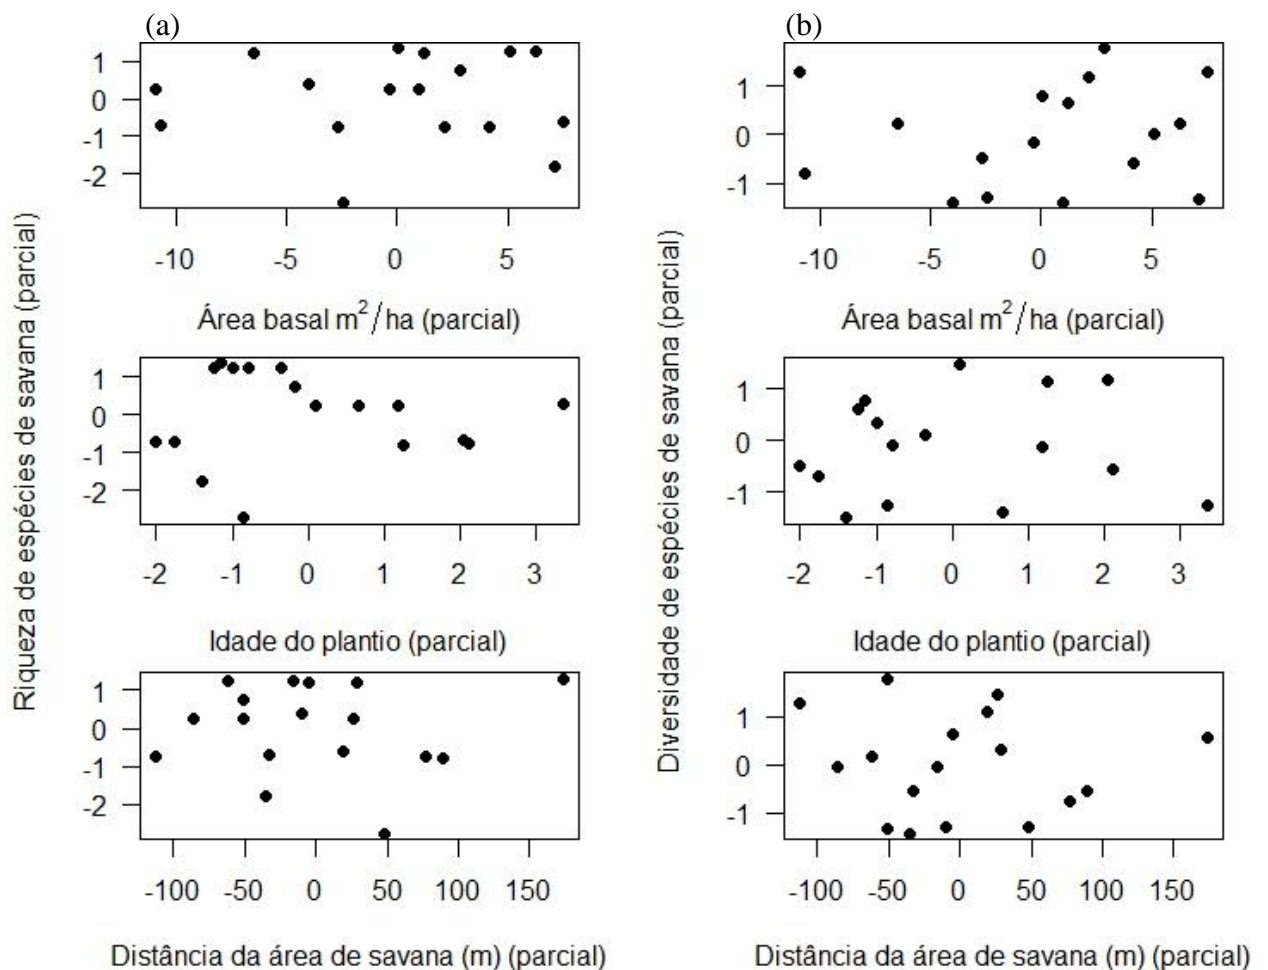 (a)
Riqueza de espécies de savana (parcial)
1
0
-1
-2
-10 -5 0 5
Área basal m²/ha (parcial)
1
0
-1
-2
-2 -1 0 1 2 3
Idade do plantio (parcial)
1
0
-1
-2
-100 -50 0 50 100 150
Distância da área de savana (m) (parcial)
(b)
Diversidade de espécies de savana (parcial)
1
0
-1
-10 -5 0 5
Área basal m²/ha (parcial)
1
0
-1
-2 -1 0 1 2 3
Idade do plantio (parcial)
1
0
-1
-100 -50 0 50 100 150
Distância da área de savana (m) (parcial)